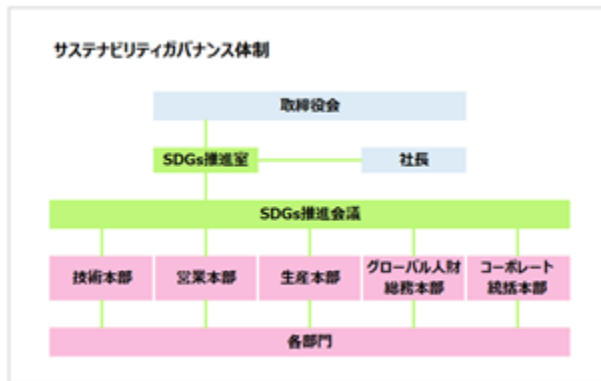 サステナビリティガバナンス体制
取締役会
SDGs推進室
社長
SDGs推進会議
技術本部
営業本部
生産本部
グローバル人財
総務本部
コーポレート
統括本部
各部門